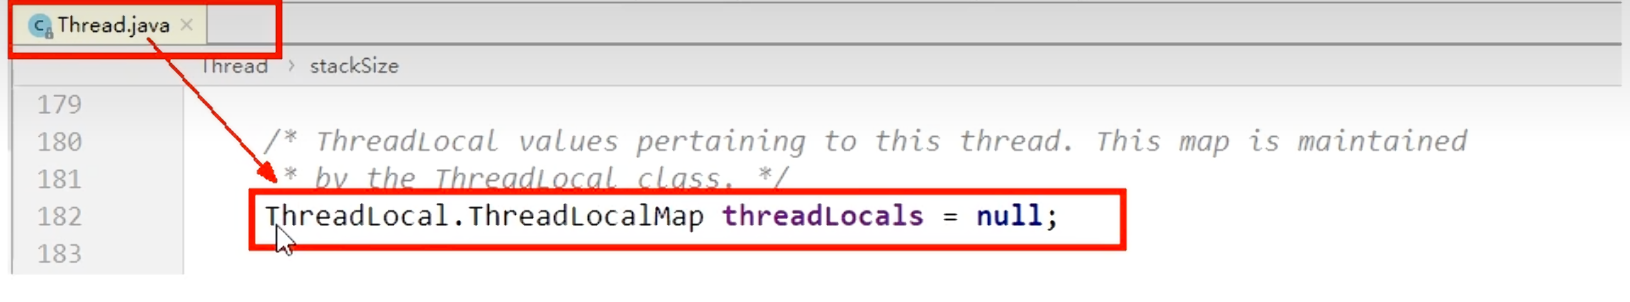 Thread.java
Thread > stackSize
179
180 /* ThreadLocal values pertaining to this thread. This map is maintained
181 * by the ThreadLocal class. */
182 ThreadLocal.ThreadLocalMap threadLocals = null;
183